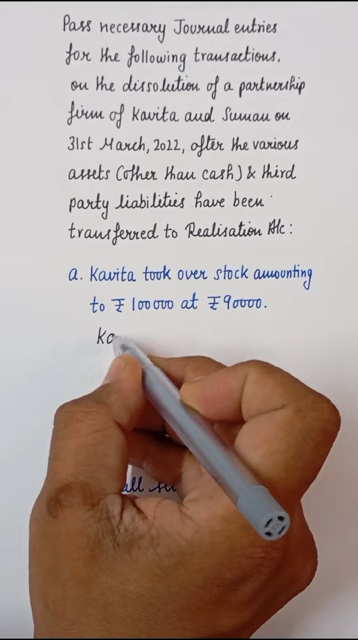 Pass necessary Journal entries
for the following transactions,
on the dissolution of a partnership
firm of Kavita and Suman on
31st March, 2022, after the various
assets (other than cash) & third
party liabilities have been
transferred to Realisation A/c :
a. Kavita took over stock amounting
to ₹ 100000 at ₹ 90000.
Ka
all